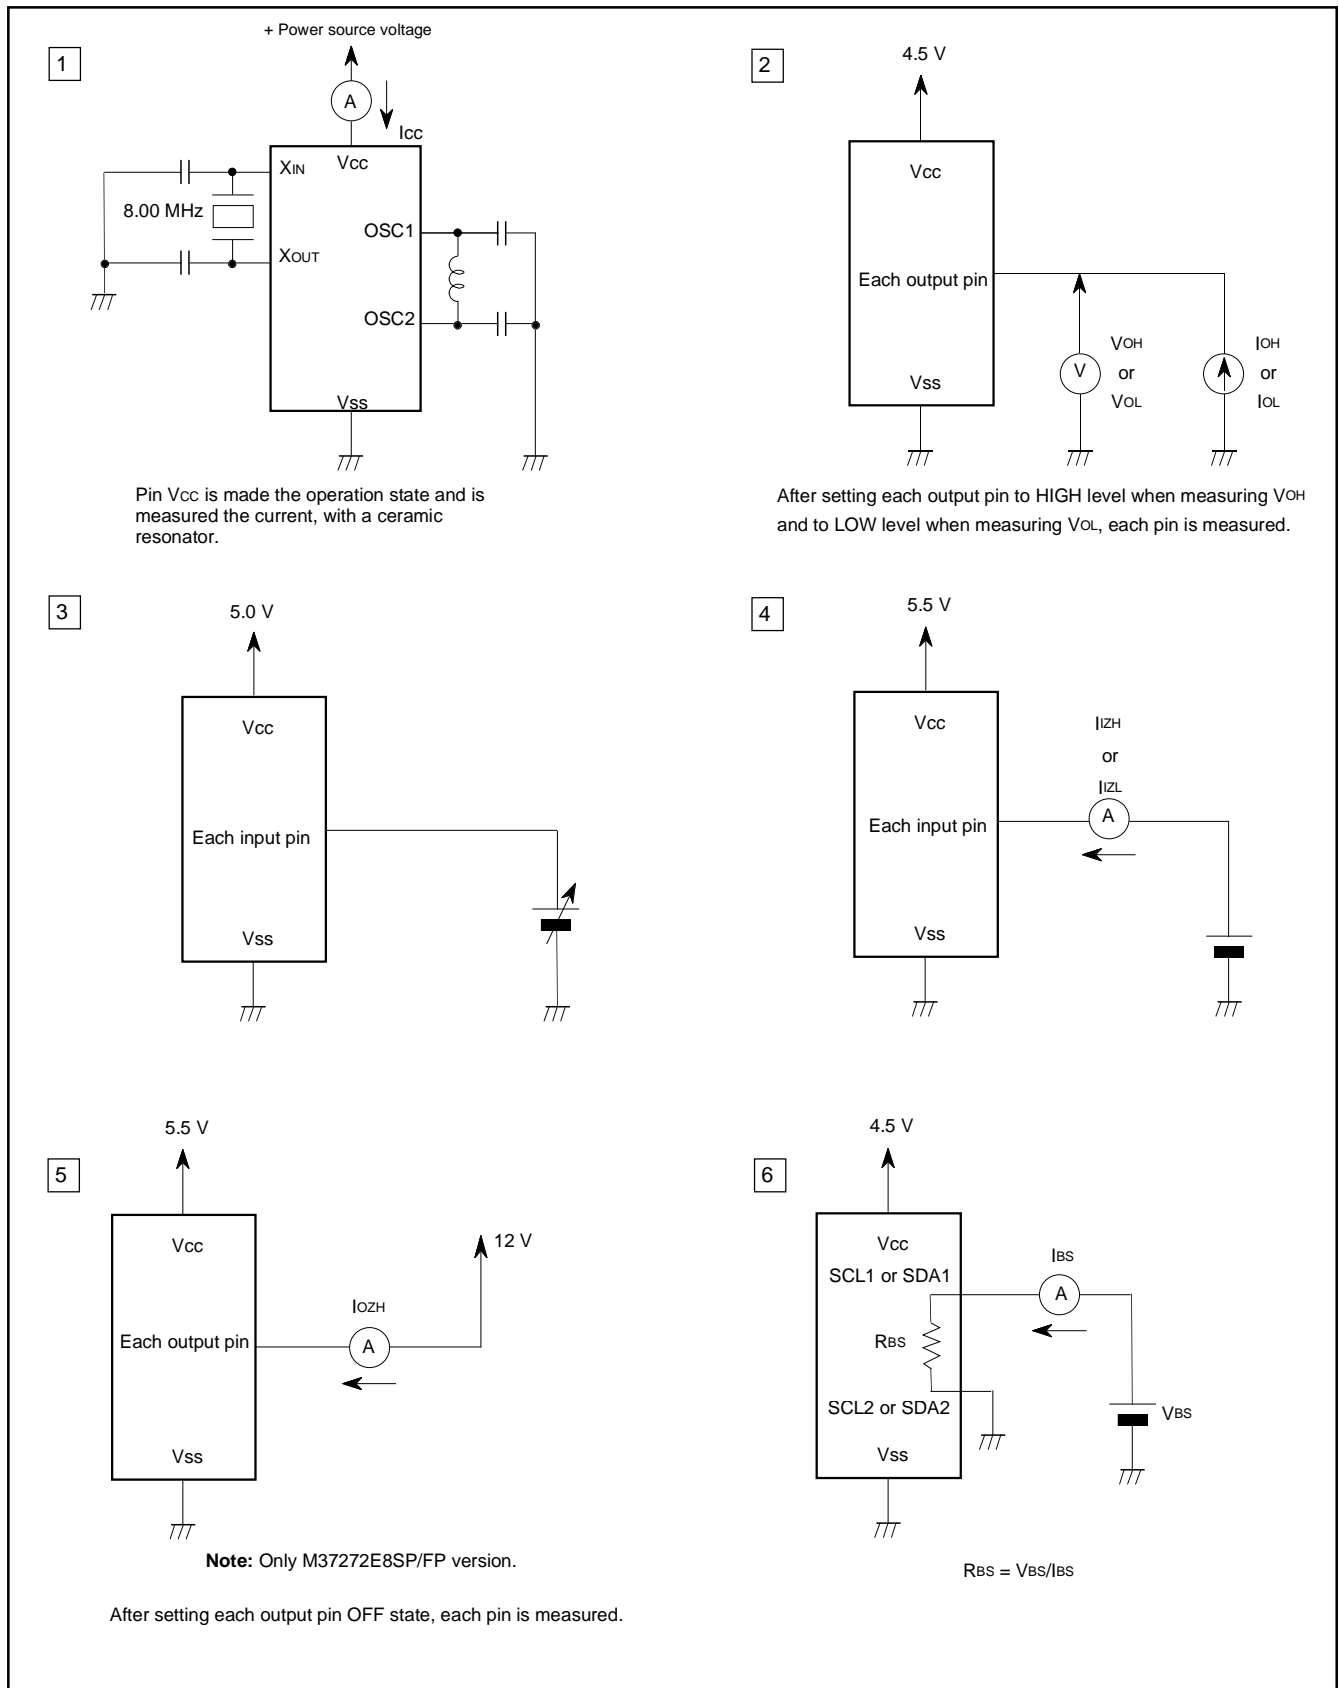 1
+ Power source voltage
A
Icc
Vcc
XIN
8.00 MHz
XOUT
OSC1
OSC2
Vss
Pin VCC is made the operation state and is
measured the current, with a ceramic
resonator.
2
4.5 V
Vcc
Each output pin
Vss
V
VOH
or
VOL
IOH
or
IOL
After setting each output pin to HIGH level when measuring VOH
and to LOW level when measuring VOL, each pin is measured.
3
5.0 V
Vcc
Each input pin
Vss
4
5.5 V
Vcc
Each input pin
Vss
IIZH
or
IIZL
A
5
5.5 V
Vcc
Each output pin
Vss
IOZH
A
12 V
Note: Only M37272E8SP/FP version.
After setting each output pin OFF state, each pin is measured.
6
4.5 V
Vcc
SCL1 or SDA1
RBS
SCL2 or SDA2
Vss
IBS
A
VBS
RBS = VBS/IBS